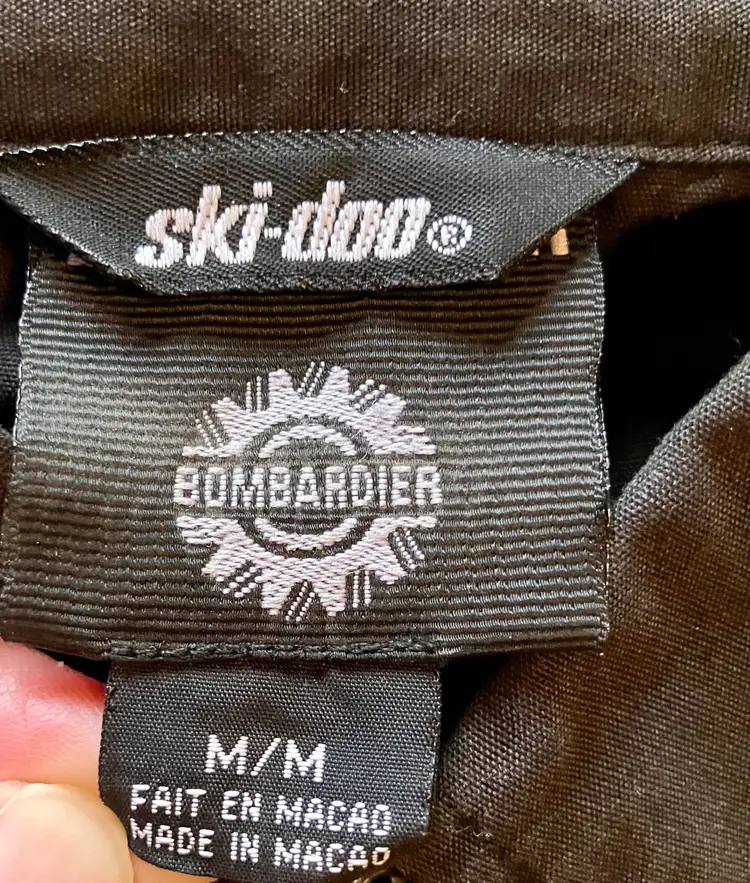 ski-doo®
BOMBARDIER
M/M
FAIT EN MACAO
MADE IN MACAO